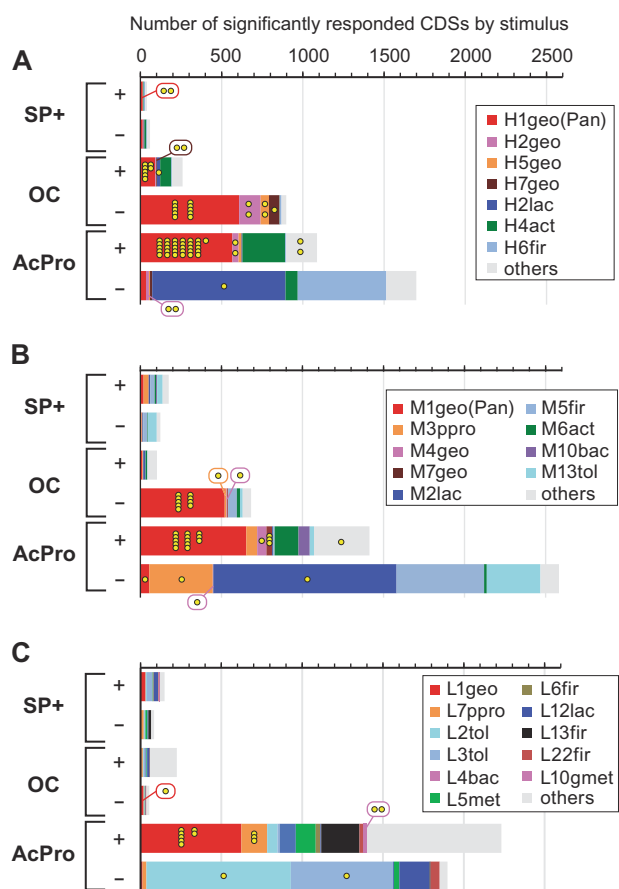 Number of significantly responded CDSs by stimulus
A
0 500 1000 1500 2000 2500
SP+ + −
OC + −
AcPro + −
H1geo(Pan)
H2geo
H5geo
H7geo
H2lac
H4act
H6fir
others
B
SP+ + −
OC + −
AcPro + −
M1geo(Pan) M5fir
M3ppro M6act
M4geo M10bac
M7geo M13tol
M2lac others
C
SP+ + −
OC + −
AcPro + −
L1geo L6fir
L7ppro L12lac
L2tol L13fir
L3tol L22fir
L4bac L10gmet
L5met others